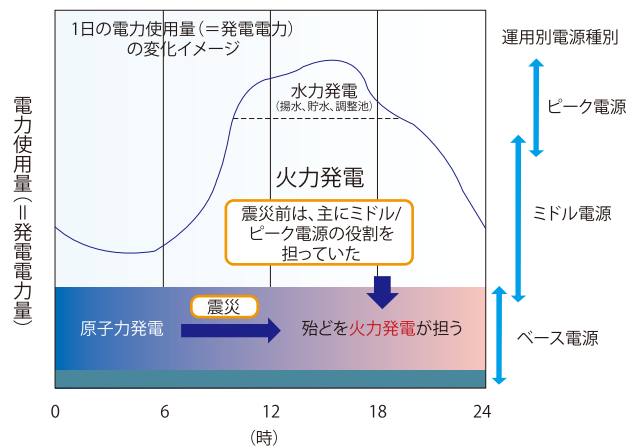 1日の電力使用量(=発電電力)
の変化イメージ
運用別電源種別
水力発電
(揚水、貯水、調整池)
ピーク電源
電力使用量(=発電電力量)
火力発電
震災前は、主にミドル/
ピーク電源の役割を
担っていた
ミドル電源
震災
原子力発電
殆どを火力発電が担う
ベース電源
0 6 12 18 24
(時)